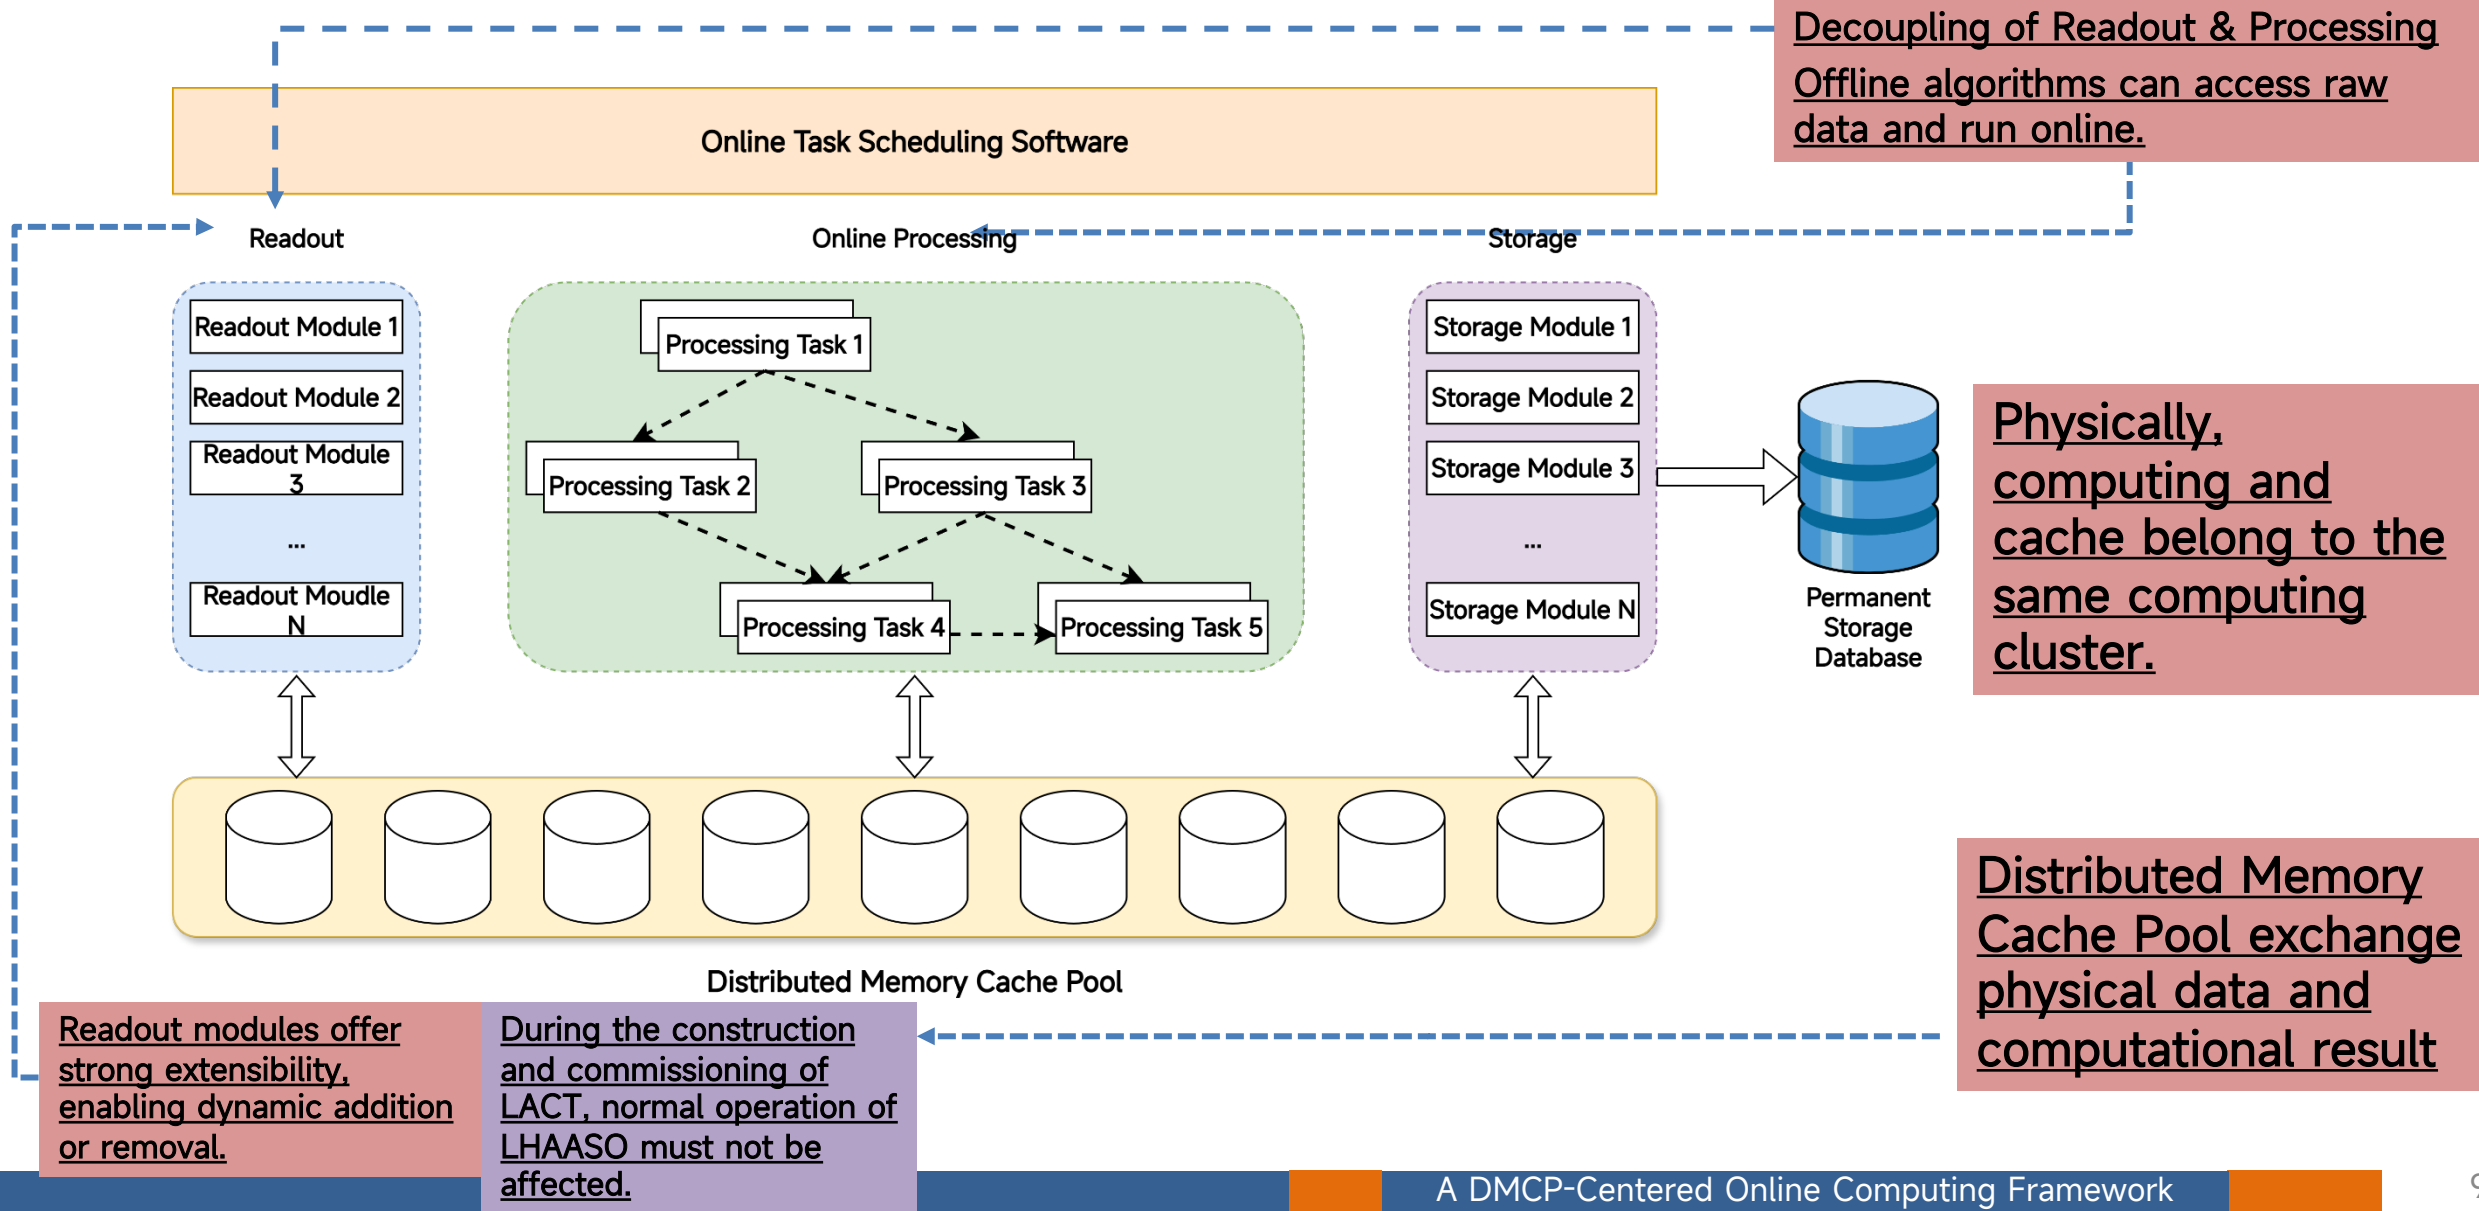 Decoupling of Readout & Processing
Offline algorithms can access raw
data and run online.
Online Task Scheduling Software
Readout
Online Processing
Storage
Readout Module 1
Readout Module 2
Readout Module
3
...
Readout Moudle
N
Processing Task 1
Processing Task 2
Processing Task 3
Processing Task 4
Processing Task 5
Storage Module 1
Storage Module 2
Storage Module 3
...
Storage Module N
Permanent
Storage
Database
Physically,
computing and
cache belong to the
same computing
cluster.
Distributed Memory Cache Pool
Distributed Memory
Cache Pool exchange
physical data and
computational result
Readout modules offer
strong extensibility,
enabling dynamic addition
or removal.
During the construction
and commissioning of
LACT, normal operation of
LHAASO must not be
affected.
A DMCP-Centered Online Computing Framework